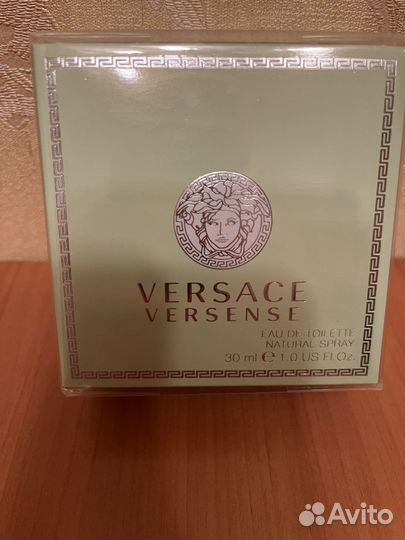 VERSACE
VERSENSE
EAU DE TOILETTE
NATURAL SPRAY
30 ml ℮ 1.0 US FL.Oz.
Avito